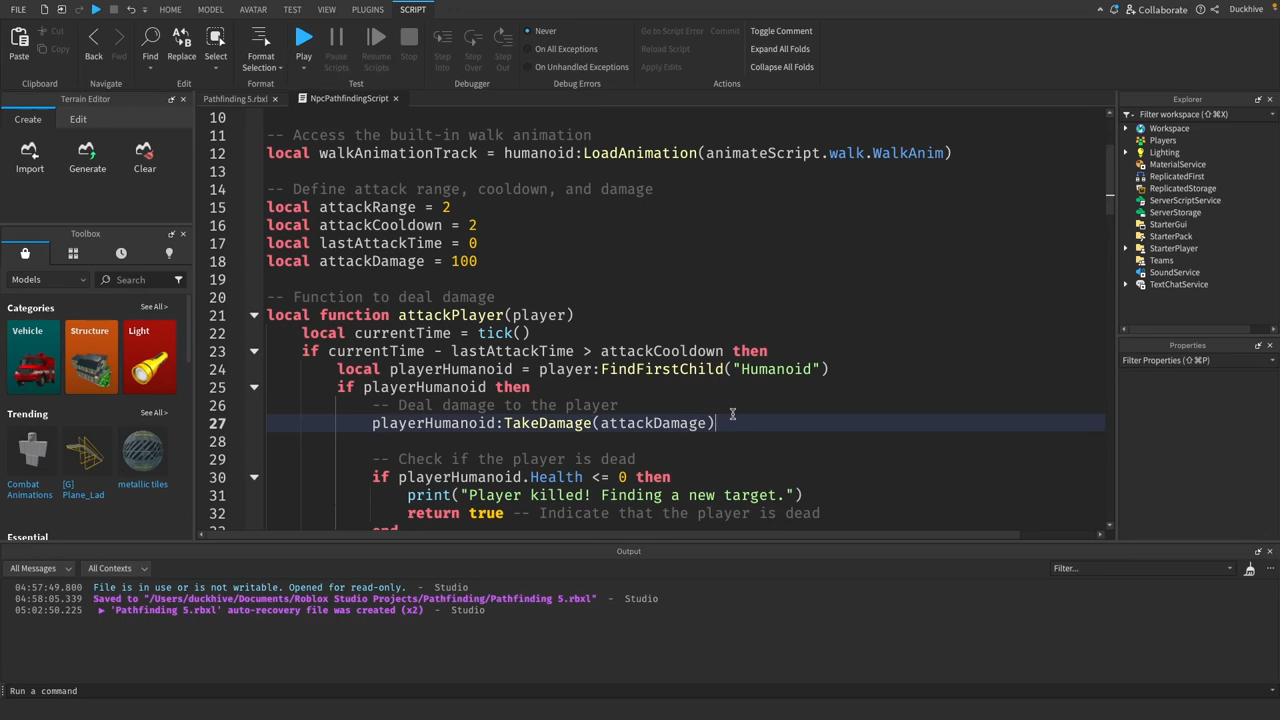 FILE HOME MODEL AVATAR TEST VIEW PLUGINS SCRIPT Collaborate Duckhive
Paste Cut Copy Back Fwd Find Replace Select Format Selection Play Pause Scripts Resume Scripts Stop Step Into Step Over Step Out
Never
On All Exceptions
On Unhandled Exceptions
Go to Script Error Commit
Reload Script
Apply Edits
Toggle Comment
Expand All Folds
Collapse All Folds
Clipboard Navigate Edit Format Test Debugger Debug Errors Actions
Terrain Editor
Create Edit
Import Generate Clear
Toolbox
Models Search
Categories See All >
Vehicle Structure Light
Trending See All >
Combat Animations
[G] Plane_Lad
metallic tiles
Essential
Pathfinding 5.rbxl × NpcPathfindingScript ×
10
11 -- Access the built-in walk animation
12 local walkAnimationTrack = humanoid:LoadAnimation(animateScript.walk.WalkAnim)
13
14 -- Define attack range, cooldown, and damage
15 local attackRange = 2
16 local attackCooldown = 2
17 local lastAttackTime = 0
18 local attackDamage = 100
19
20 -- Function to deal damage
21 local function attackPlayer(player)
22 local currentTime = tick()
23 if currentTime - lastAttackTime > attackCooldown then
24 local playerHumanoid = player:FindFirstChild("Humanoid")
25 if playerHumanoid then
26 -- Deal damage to the player
27 playerHumanoid:TakeDamage(attackDamage)
28
29 -- Check if the player is dead
30 if playerHumanoid.Health <= 0 then
31 print("Player killed! Finding a new target.")
32 return true -- Indicate that the player is dead
33 end
Explorer
Filter workspace (⇧⌘X)
Workspace
Players
Lighting
MaterialService
ReplicatedFirst
ReplicatedStorage
ServerScriptService
ServerStorage
StarterGui
StarterPack
StarterPlayer
Teams
SoundService
TextChatService
Properties
Filter Properties (⇧⌘P)
Output
All Messages All Contexts Filter...
04:57:49.800 File is in use or is not writable. Opened for read-only. - Studio
04:58:05.339 Saved to "/Users/duckhive/Documents/Roblox Studio Projects/Pathfinding/Pathfinding 5.rbxl" - Studio
05:02:50.225 ▶ 'Pathfinding 5.rbxl' auto-recovery file was created (x2) - Studio
Run a command